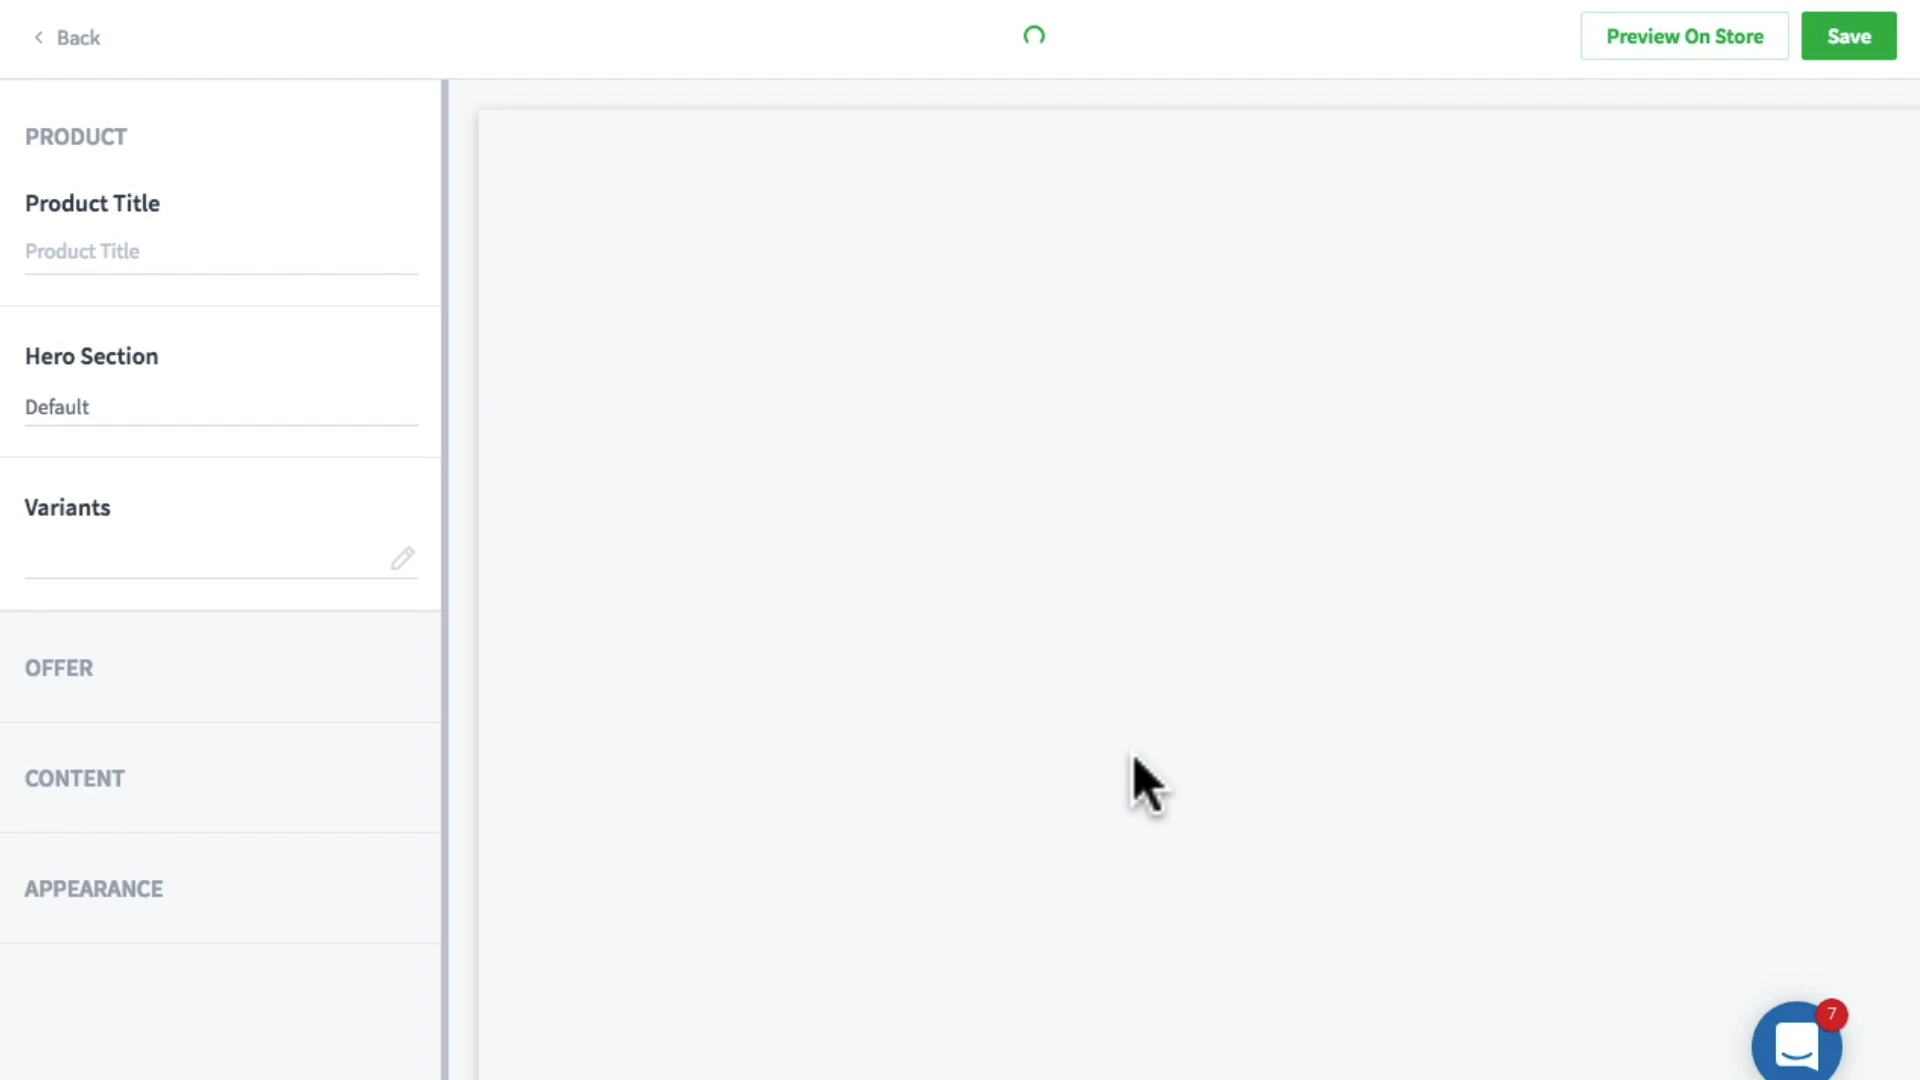 Back
Preview On Store
Save
PRODUCT
Product Title
Product Title
Hero Section
Default
Variants
OFFER
CONTENT
APPEARANCE
7